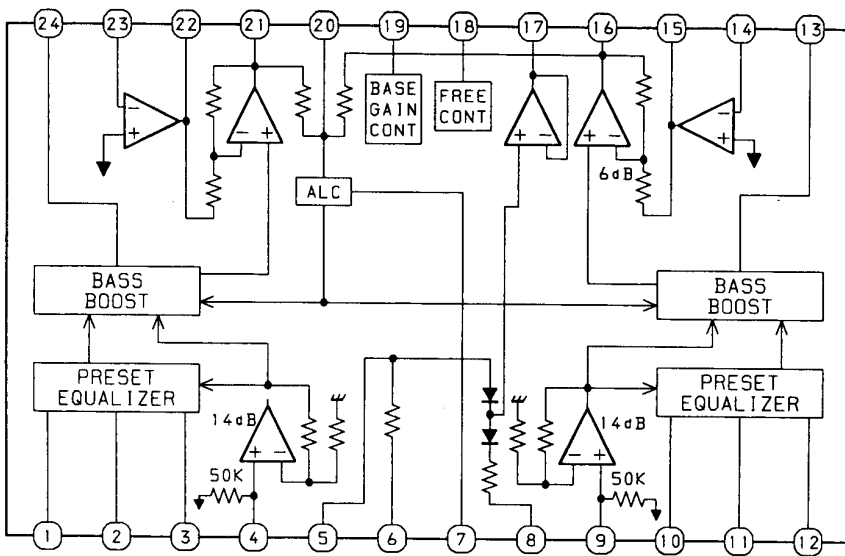 24 23 22 21 20 19 18 17 16 15 14 13
BASE
GAIN
CONT
FREE
CONT
- +
- +
+ -
+ -
- +
6dB
ALC
BASS
BOOST
BASS
BOOST
PRESET
EQUALIZER
PRESET
EQUALIZER
14dB
14dB
+ -
- +
50K
50K
1 2 3 4 5 6 7 8 9 10 11 12